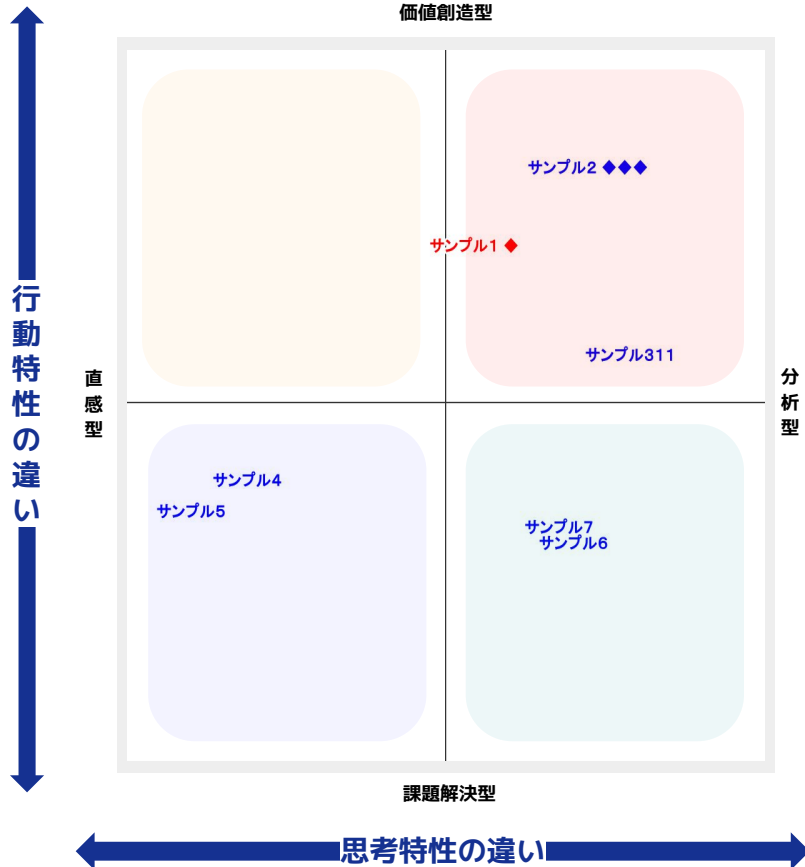 価値創造型
サンプル2 ◆◆◆
サンプル1 ◆
行動特性の違い
サンプル311
直感型
分析型
サンプル4
サンプル5
サンプル7
サンプル6
課題解決型
思考特性の違い